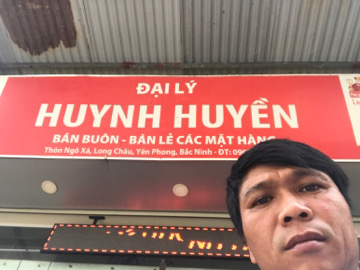 ĐẠI LÝ
HUYNH HUYỀN
BÁN BUÔN - BÁN LẺ CÁC MẶT HÀNG
Thôn Ngô Xá, Long Châu, Yên Phong, Bắc Ninh - ĐT: